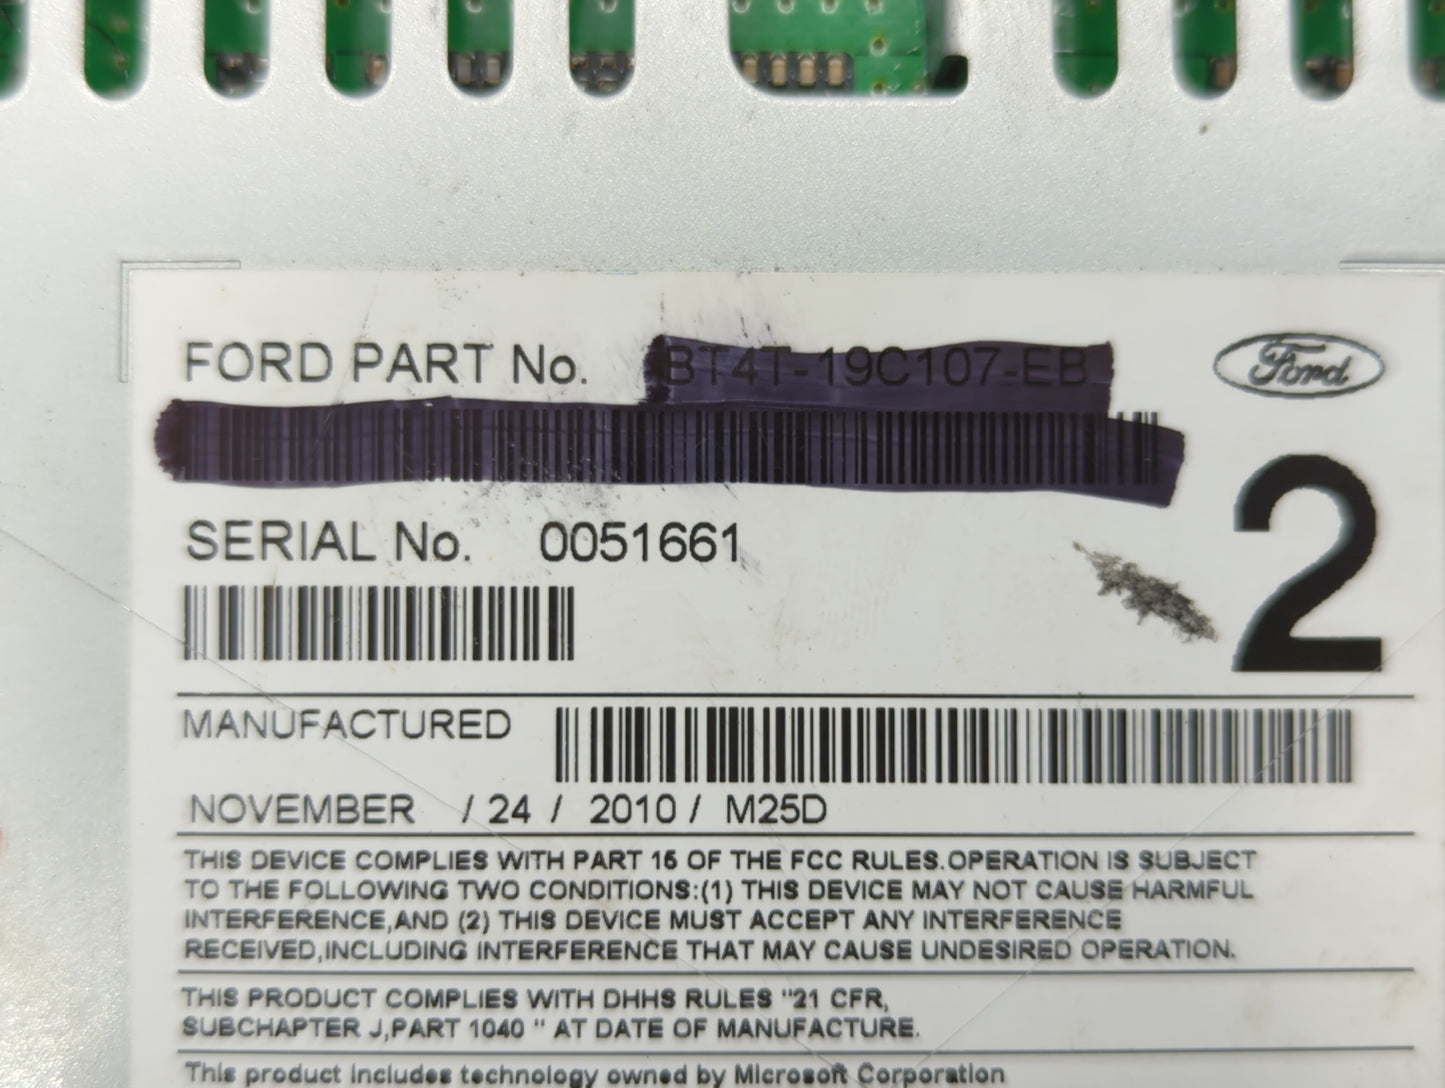 FORD PART No. BT4T-19C107-EB
Ford
2
SERIAL No. 0051661
MANUFACTURED
NOVEMBER / 24 / 2010 / M25D
THIS DEVICE COMPLIES WITH PART 15 OF THE FCC RULES.OPERATION IS SUBJECT
TO THE FOLLOWING TWO CONDITIONS:(1) THIS DEVICE MAY NOT CAUSE HARMFUL
INTERFERENCE,AND (2) THIS DEVICE MUST ACCEPT ANY INTERFERENCE
RECEIVED,INCLUDING INTERFERENCE THAT MAY CAUSE UNDESIRED OPERATION.
THIS PRODUCT COMPLIES WITH DHHS RULES "21 CFR,
SUBCHAPTER J,PART 1040 " AT DATE OF MANUFACTURE.
This product includes technology owned by Microsoft Corporation